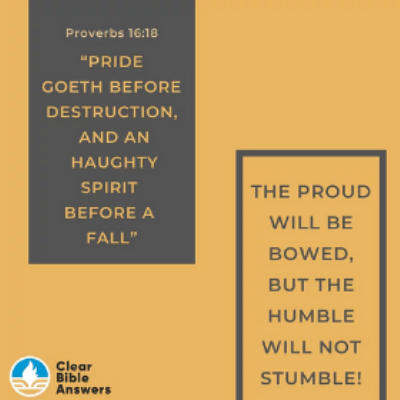 Proverbs 16:18
“PRIDE
GOETH BEFORE
DESTRUCTION,
AND AN
HAUGHTY
SPIRIT
BEFORE A
FALL”
THE PROUD
WILL BE
BOWED,
BUT THE
HUMBLE
WILL NOT
STUMBLE!
Clear
Bible
Answers